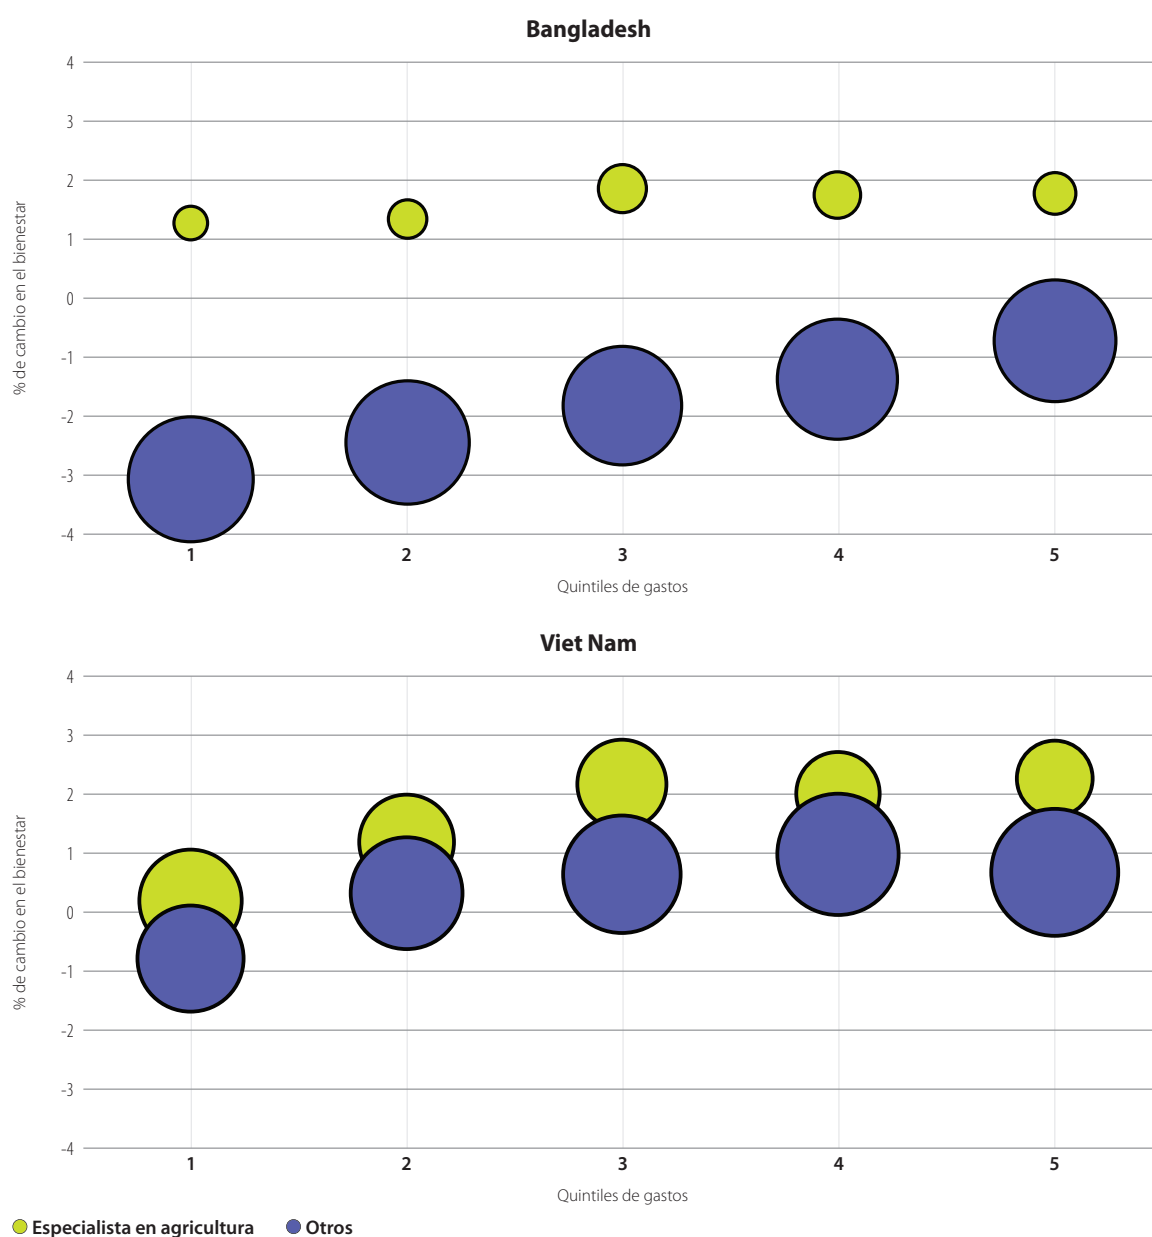 Bangladesh
4
3
2
1
0
-1
-2
-3
-4
% de cambio en el bienestar
1 2 3 4 5
Quintiles de gastos
Viet Nam
4
3
2
1
0
-1
-2
-3
-4
% de cambio en el bienestar
1 2 3 4 5
Quintiles de gastos
Especialista en agricultura Otros